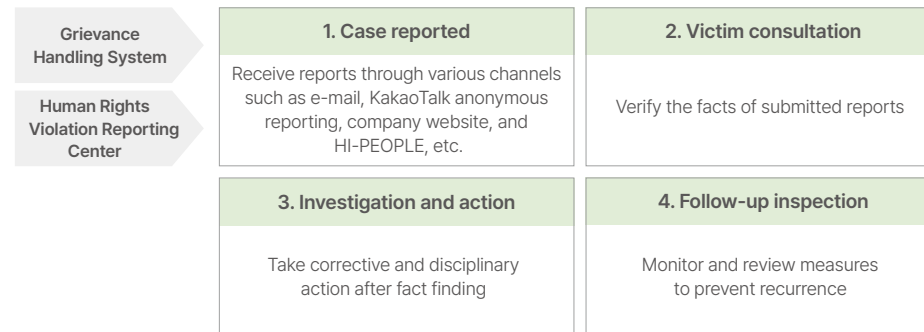 Grievance
Handling System
Human Rights
Violation Reporting
Center
1. Case reported
Receive reports through various channels
such as e-mail, KakaoTalk anonymous
reporting, company website, and
HI-PEOPLE, etc.
2. Victim consultation
Verify the facts of submitted reports
3. Investigation and action
Take corrective and disciplinary
action after fact finding
4. Follow-up inspection
Monitor and review measures
to prevent recurrence